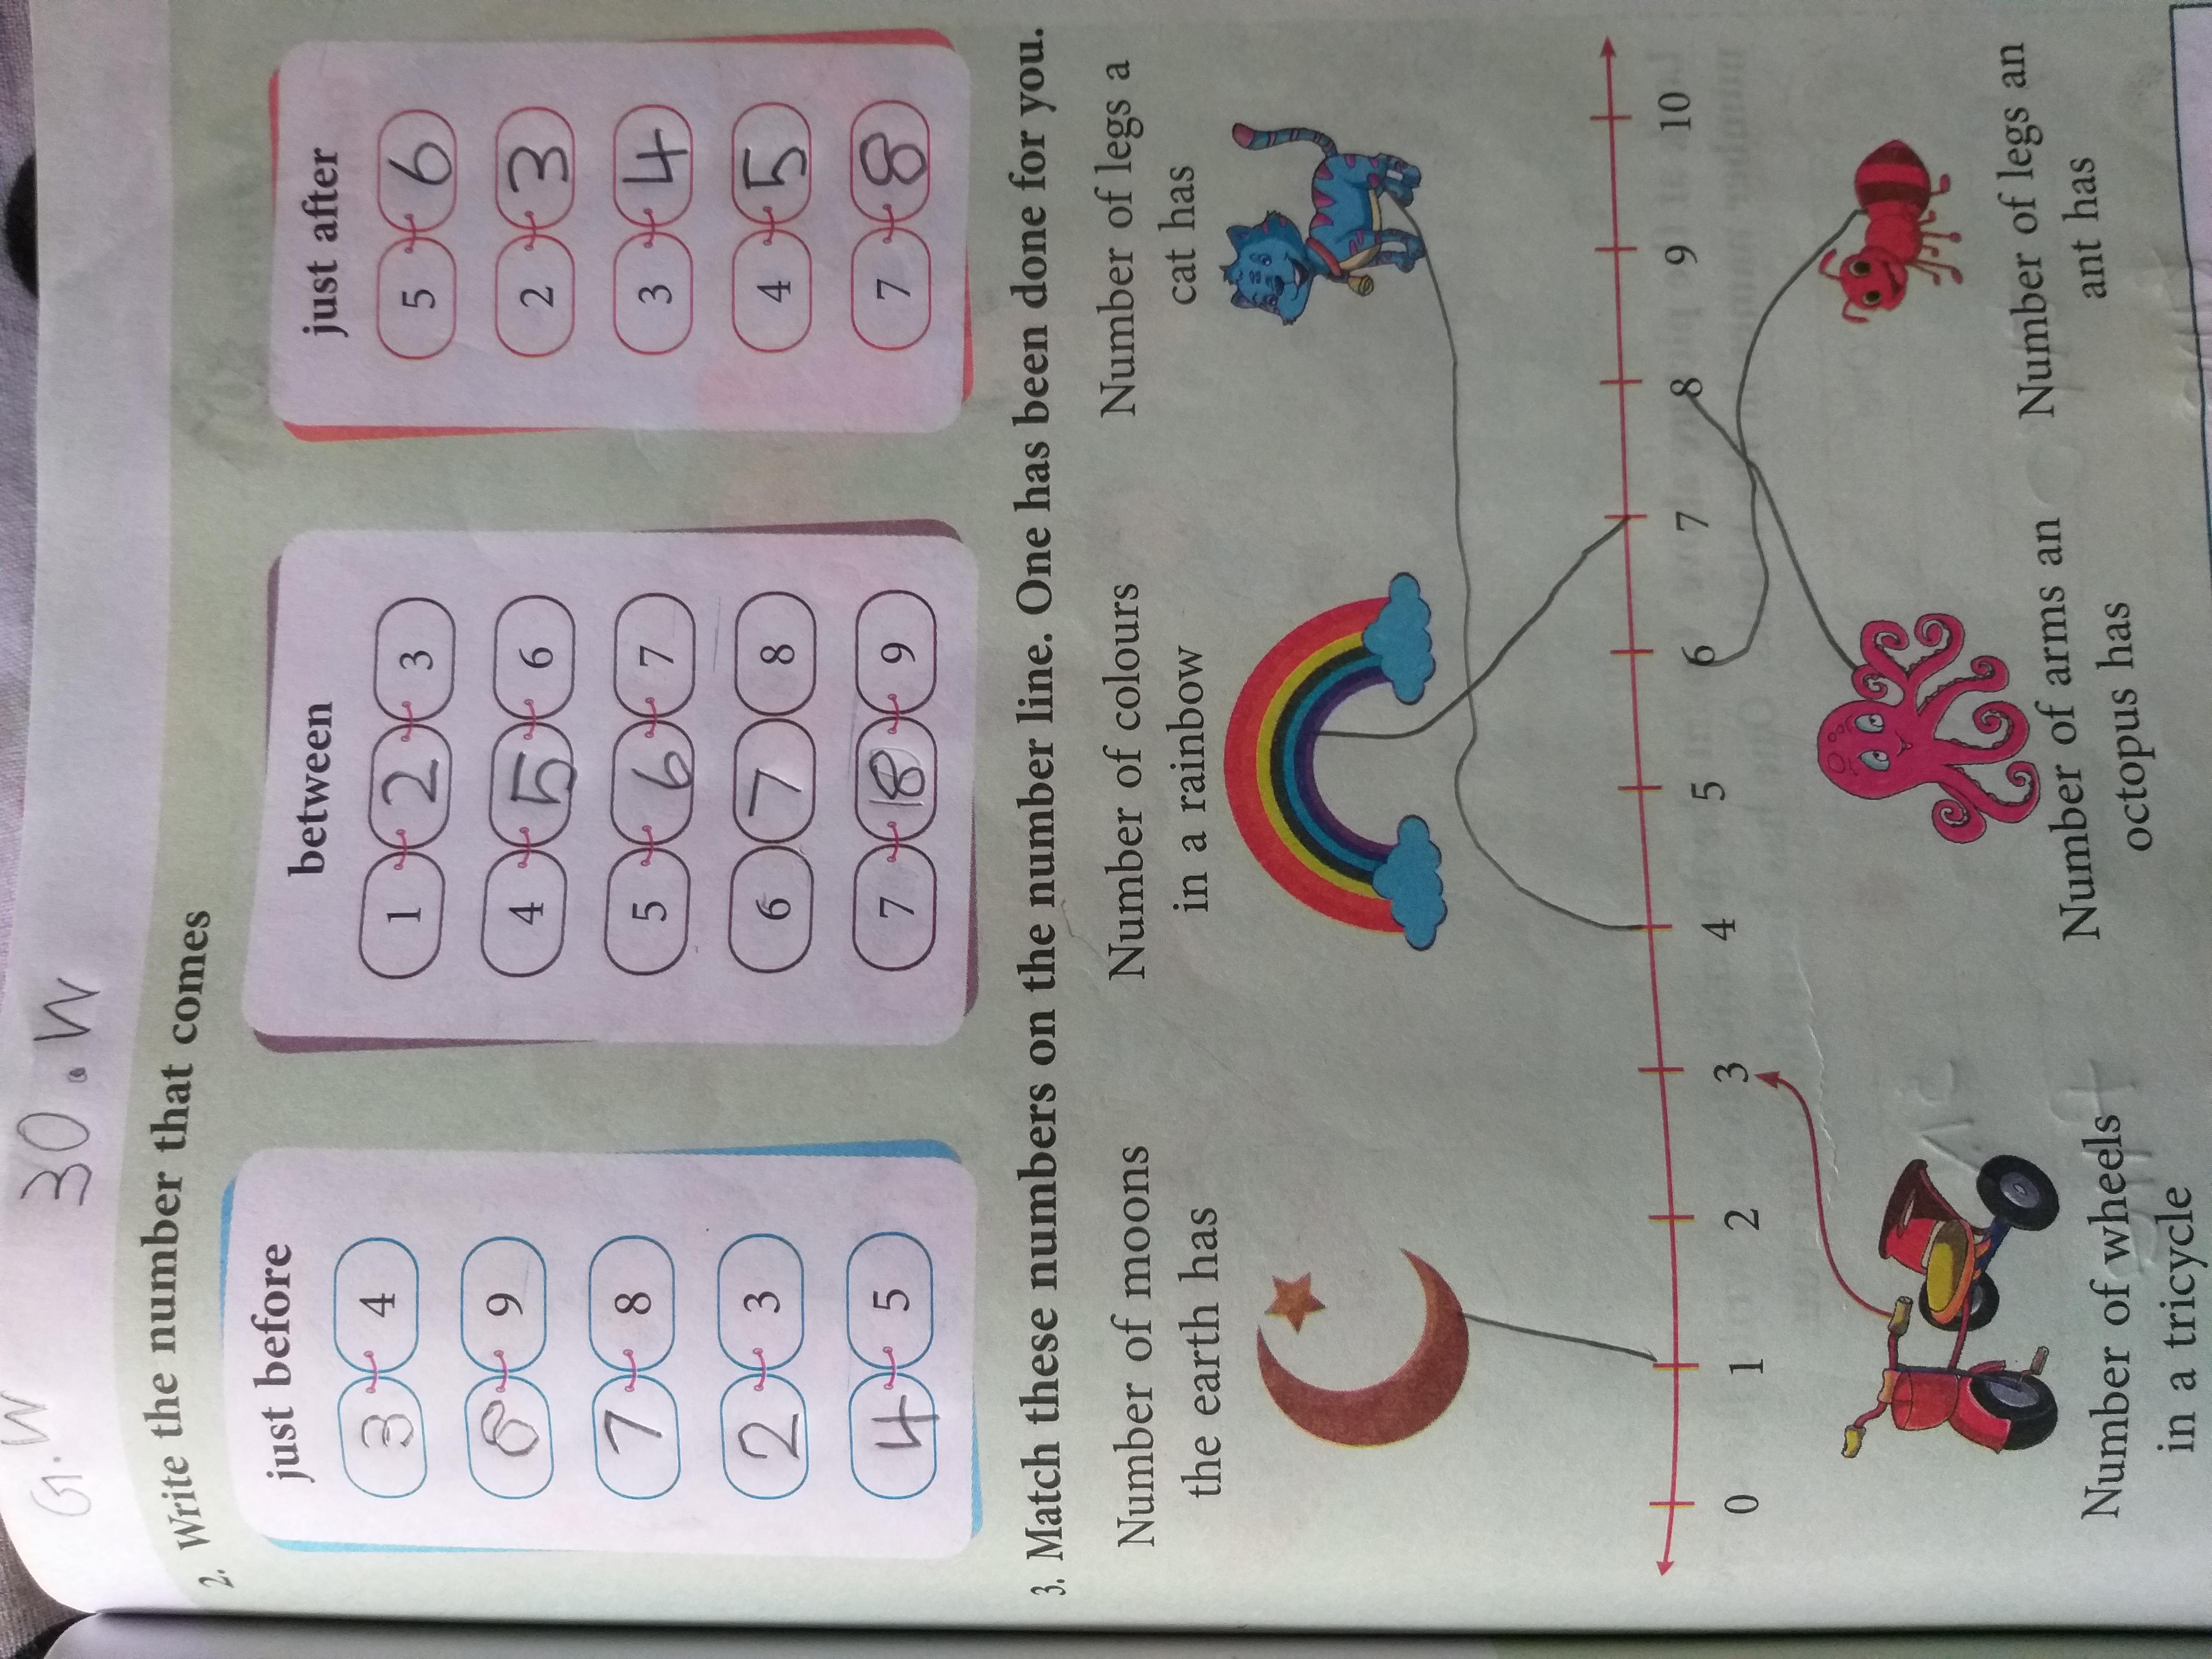 G.W 30.W
2. Write the number that comes
just before
3 4
8 9
7 8
2 3
4 5
between
1 2 3
4 5 6
5 6 7
6 7 8
7 18 9
just after
5 6
2 3
3 4
4 5
7 8
3. Match these numbers on the number line. One has been done for you.
Number of moons
the earth has
Number of colours
in a rainbow
Number of legs a
cat has
0 1 2 3 4 5 6 7 8 9 10
Number of wheels
in a tricycle
Number of arms an
octopus has
Number of legs an
ant has